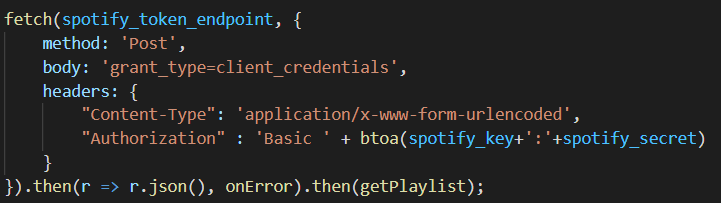 fetch(spotify_token_endpoint, {
    method: 'Post',
    body: 'grant_type=client_credentials',
    headers: {
        "Content-Type": 'application/x-www-form-urlencoded',
        "Authorization" : 'Basic ' + btoa(spotify_key+':'+spotify_secret)
    }
}).then(r => r.json(), onError).then(getPlaylist);